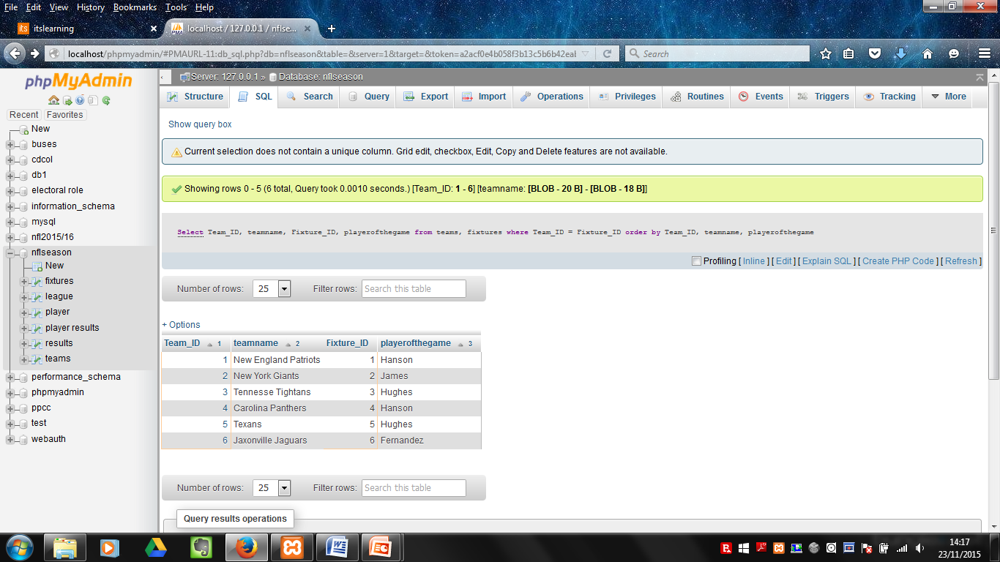 File Edit View History Bookmarks Tools Help
its itslearning
PMA localhost / 127.0.0.1 / nflse...
localhost/phpmyadmin/#PMAURL-11:db_sql.php?db=nflseason&table=&server=1&target=&token=a2acf0e4b058f3b13c5b6b42eal
Search
phpMyAdmin
Recent Favorites
New
buses
cdcol
db1
electoral role
information_schema
mysql
nfl2015/16
nflseason
New
fixtures
league
player
player results
results
teams
performance_schema
phpmyadmin
ppcc
test
webauth
Server: 127.0.0.1 » Database: nflseason
Structure SQL Search Query Export Import Operations Privileges Routines Events Triggers Tracking More
Show query box
Current selection does not contain a unique column. Grid edit, checkbox, Edit, Copy and Delete features are not available.
Showing rows 0 - 5 (6 total, Query took 0.0010 seconds.) [Team_ID: 1 - 6] [teamname: [BLOB - 20 B] - [BLOB - 18 B]]
Select Team_ID, teamname, Fixture_ID, playerofthegame from teams, fixtures where Team_ID = Fixture_ID order by Team_ID, teamname, playerofthegame
Profiling [ Inline ] [ Edit ] [ Explain SQL ] [ Create PHP Code ] [ Refresh ]
Number of rows: 25 Filter rows: Search this table
+ Options
Team_ID 1 teamname 2 Fixture_ID playerofthegame 3
1 New England Patriots 1 Hanson
2 New York Giants 2 James
3 Tennesse Tightans 3 Hughes
4 Carolina Panthers 4 Hanson
5 Texans 5 Hughes
6 Jaxonville Jaguars 6 Fernandez
Number of rows: 25 Filter rows: Search this table
Query results operations
14:17
23/11/2015